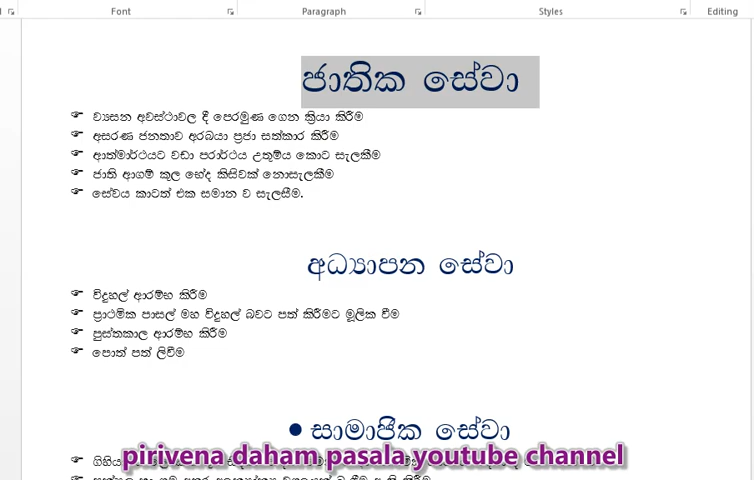 Font Paragraph Styles Editing
ජාතික සේවා
ව්‍යසන අවස්ථාවල දී පෙරමුණ ගෙන ක්‍රියා කිරීම
අසරණ ජනතාව අරබයා ප්‍රජා සත්කාර කිරීම
ආත්මාර්ථයට වඩා පරාර්ථය උතුම්ය කොට සැලකීම
ජාති ආගම් කුල භේද කිසිවක් නොසැලකීම
සේවය කාටත් එක සමාන ව සැලසීම.
අධ්‍යාපන සේවා
විදුහල් ආරම්භ කිරීම
ප්‍රාථමික පාසල් මහ විදුහල් බවට පත් කිරීමට මූලික වීම
පුස්තකාල ආරම්භ කිරීම
පොත් පත් ලිවීම
● සාමාජීක සේවා
pirivena daham pasala youtube channel